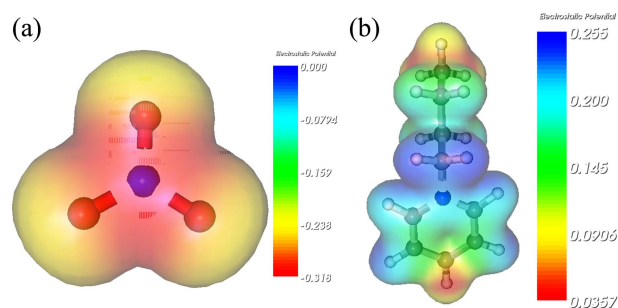 (a)
Electrostatic Potential
0.000
-0.0794
-0.159
-0.238
-0.318
(b)
Electrostatic Potential
0.255
0.200
0.145
0.0906
0.0357